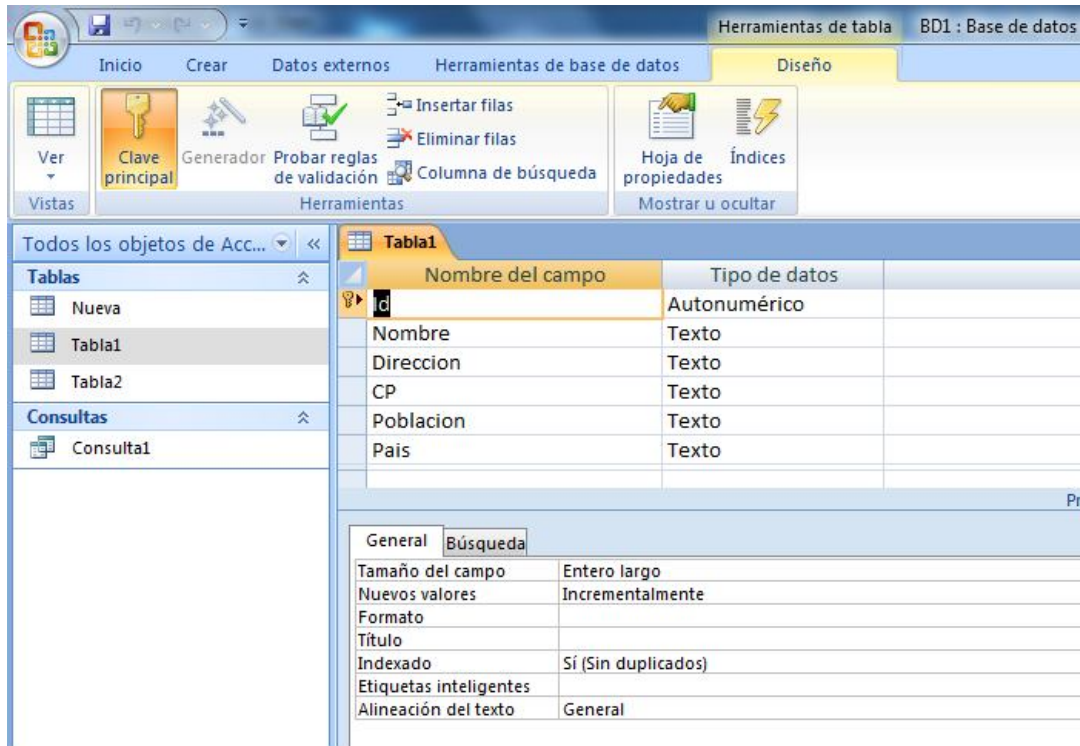 Herramientas de tabla BD1 : Base de datos
Inicio Crear Datos externos Herramientas de base de datos Diseño
Ver
Clave principal
Generador
Probar reglas de validación
Insertar filas
Eliminar filas
Columna de búsqueda
Hoja de propiedades
Índices
Vistas Herramientas Mostrar u ocultar
Todos los objetos de Acc...
Tablas
Nueva
Tabla1
Tabla2
Consultas
Consulta1
Tabla1
Nombre del campo Tipo de datos
Id Autonumérico
Nombre Texto
Direccion Texto
CP Texto
Poblacion Texto
Pais Texto
Pr
General Búsqueda
Tamaño del campo Entero largo
Nuevos valores Incrementalmente
Formato
Título
Indexado Sí (Sin duplicados)
Etiquetas inteligentes
Alineación del texto General